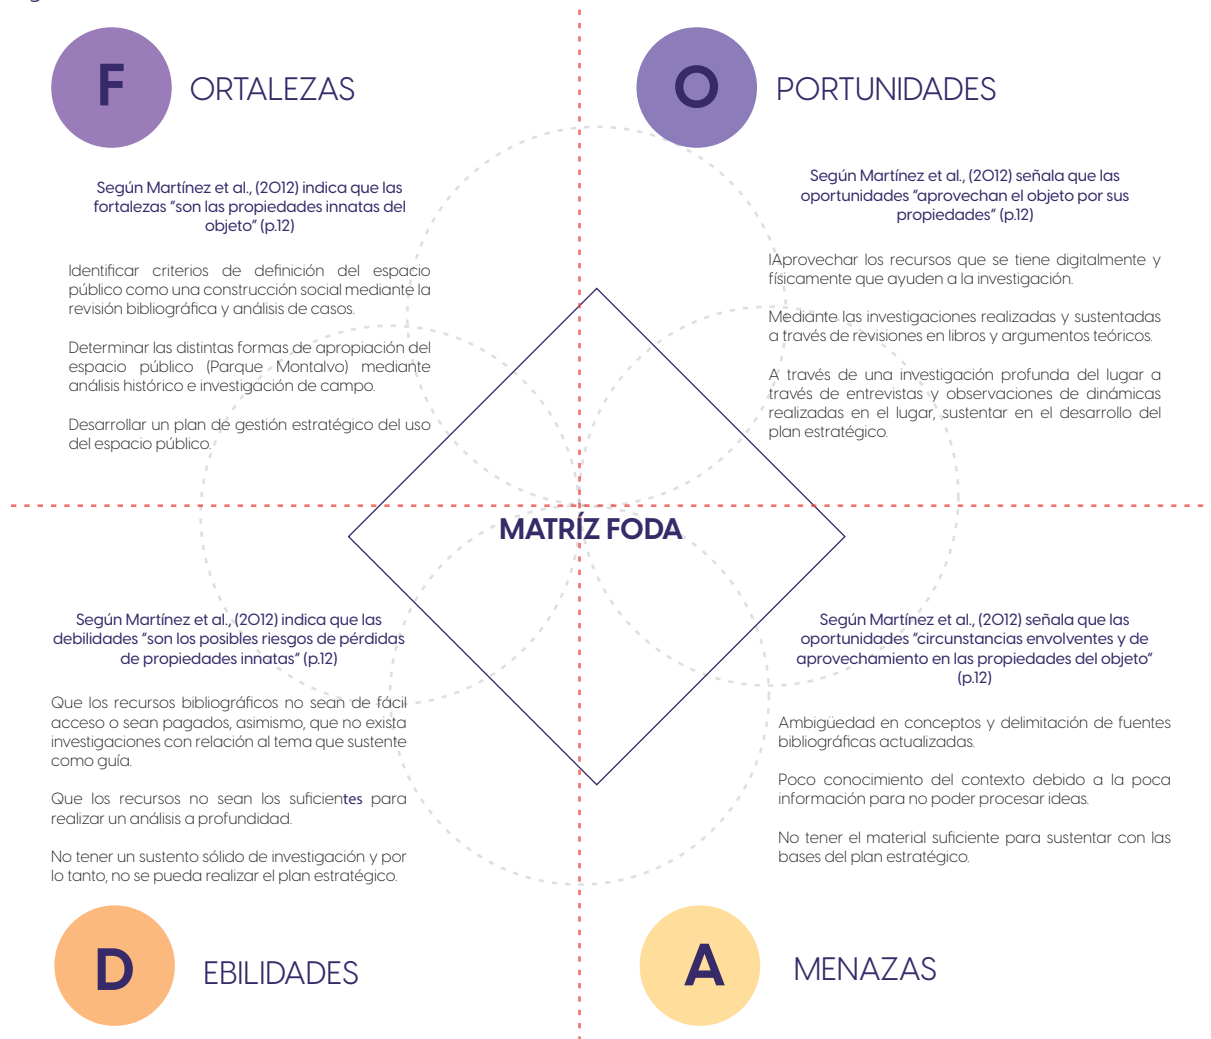 F ORTALEZAS
Según Martínez et al., (2012) indica que las
fortalezas "son las propiedades innatas del
objeto" (p.12)
Identificar criterios de definición del espacio
público como una construcción social mediante la
revisión bibliográfica y análisis de casos.
Determinar las distintas formas de apropiación del
espacio público (Parque Montalvo) mediante
análisis histórico e investigación de campo.
Desarrollar un plan de gestión estratégico del uso
del espacio público.
O PORTUNIDADES
Según Martínez et al., (2012) señala que las
oportunidades "aprovechan el objeto por sus
propiedades" (p.12)
lAprovechar los recursos que se tiene digitalmente y
físicamente que ayuden a la investigación.
Mediante las investigaciones realizadas y sustentadas
a través de revisiones en libros y argumentos teóricos.
A través de una investigación profunda del lugar a
través de entrevistas y observaciones de dinámicas
realizadas en el lugar, sustentar en el desarrollo del
plan estratégico.
MATRÍZ FODA
Según Martínez et al., (2012) indica que las
debilidades "son los posibles riesgos de pérdidas
de propiedades innatas" (p.12)
Que los recursos bibliográficos no sean de fácil
acceso o sean pagados, asimismo, que no exista
investigaciones con relación al tema que sustente
como guía.
Que los recursos no sean los suficientes para
realizar un análisis a profundidad.
No tener un sustento sólido de investigación y por
lo tanto, no se pueda realizar el plan estratégico.
D EBILIDADES
Según Martínez et al., (2012) señala que las
oportunidades "circunstancias envolventes y de
aprovechamiento en las propiedades del objeto"
(p.12)
Ambigüedad en conceptos y delimitación de fuentes
bibliográficas actualizadas.
Poco conocimiento del contexto debido a la poca
información para no poder procesar ideas.
No tener el material suficiente para sustentar con las
bases del plan estratégico.
A MENAZAS